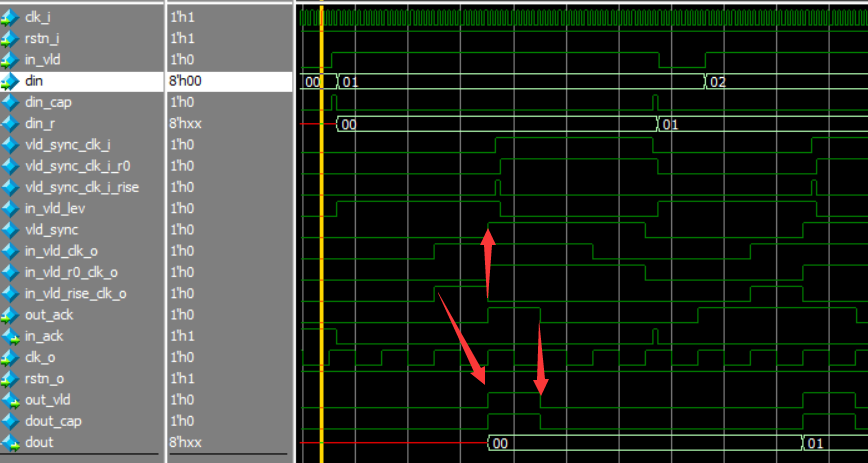 clk_i 1'h1
rstn_i 1'h1
in_vld 1'h0
din 8'h00 00 01 02
din_cap 1'h0
din_r 8'hxx 00 01
vld_sync_clk_i 1'h0
vld_sync_clk_i_r0 1'h0
vld_sync_clk_i_rise 1'h0
in_vld_lev 1'h0
vld_sync 1'h0
in_vld_clk_o 1'h0
in_vld_r0_clk_o 1'h0
in_vld_rise_clk_o 1'h0
out_ack 1'h0
in_ack 1'h1
clk_o 1'h0
rstn_o 1'h1
out_vld 1'h0
dout_cap 1'h0
dout 8'hxx 00 01